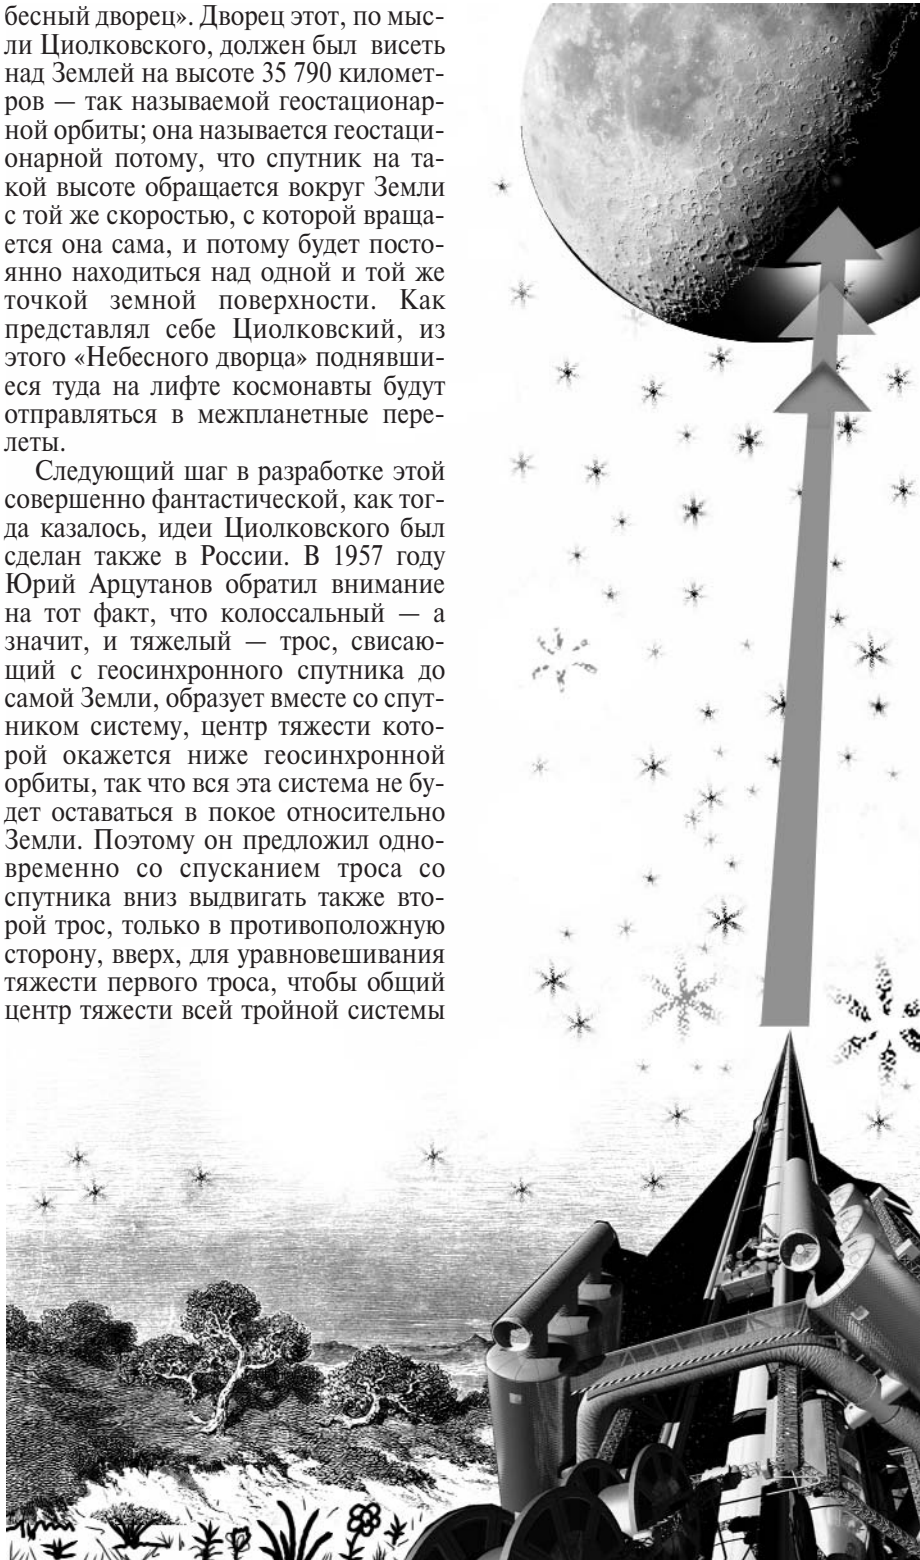 бесный дворец». Дворец этот, по мыс-
ли Циолковского, должен был висеть
над Землей на высоте 35 790 километ-
ров — так называемой геостационар-
ной орбиты; она называется геостаци-
онарной потому, что спутник на та-
кой высоте обращается вокруг Земли
с той же скоростью, с которой враща-
ется она сама, и потому будет посто-
янно находиться над одной и той же
точкой земной поверхности. Как
представлял себе Циолковский, из
этого «Небесного дворца» поднявши-
еся туда на лифте космонавты будут
отправляться в межпланетные пере-
леты.
Следующий шаг в разработке этой
совершенно фантастической, как тог-
да казалось, идеи Циолковского был
сделан также в России. В 1957 году
Юрий Арцутанов обратил внимание
на тот факт, что колоссальный — а
значит, и тяжелый — трос, свисаю-
щий с геосинхронного спутника до
самой Земли, образует вместе со спут-
ником систему, центр тяжести кото-
рой окажется ниже геосинхронной
орбиты, так что вся эта система не бу-
дет оставаться в покое относительно
Земли. Поэтому он предложил одно-
временно со спусканием троса со
спутника вниз выдвигать также вто-
рой трос, только в противоположную
сторону, вверх, для уравновешивания
тяжести первого троса, чтобы общий
центр тяжести всей тройной системы